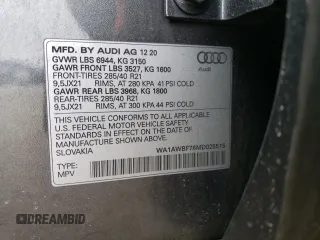 MFD. BY AUDI AG 12 20
GVWR LBS 6944, KG 3150
GAWR FRONT LBS 3527, KG 1600
FRONT-TIRES 285/40 R21
9,5JX21 RIMS, AT 280 KPA 41 PSI COLD
GAWR REAR LBS 3968, KG 1800
REAR-TIRES 285/40 R21
9,5JX21 RIMS, AT 300 KPA 44 PSI COLD
Audi
THIS VEHICLE CONFORMS TO ALL APPLICABLE
U.S. FEDERAL MOTOR VEHICLE SAFETY
STANDARDS IN EFFECT ON THE DATE OF
MANUFACTURE SHOWN ABOVE.
SLOVAKIA
TYPE:
MPV
DREAMBID